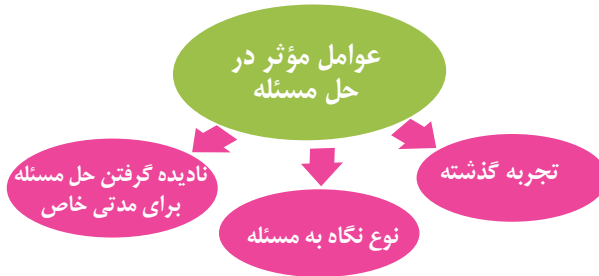 عوامل مؤثر در
حل مسئله
تجربه گذشته
نوع نگاه به مسئله
نادیده گرفتن حل مسئله
برای مدتی خاص